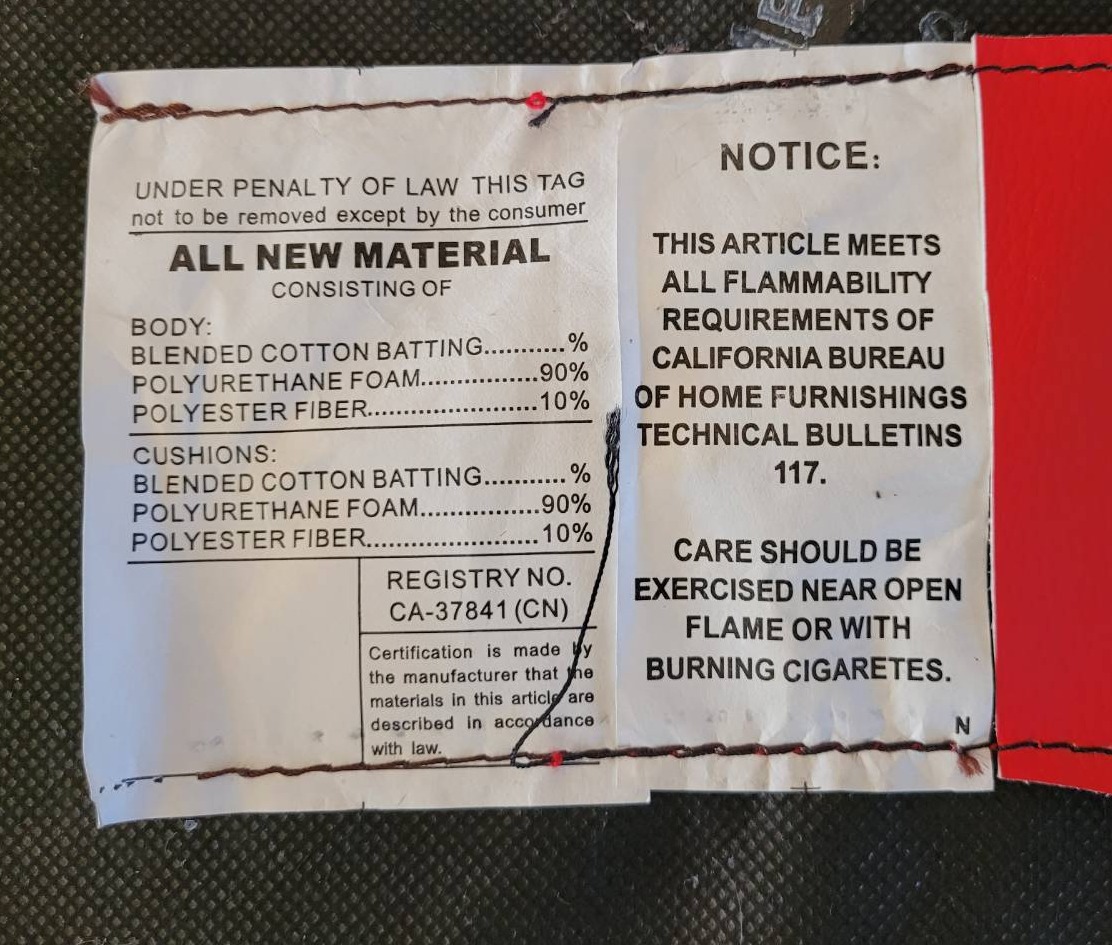 UNDER PENALTY OF LAW THIS TAG
not to be removed except by the consumer
ALL NEW MATERIAL
CONSISTING OF
BODY:
BLENDED COTTON BATTING...........%
POLYURETHANE FOAM................90%
POLYESTER FIBER.......................10%
CUSHIONS:
BLENDED COTTON BATTING...........%
POLYURETHANE FOAM................90%
POLYESTER FIBER.......................10%
REGISTRY NO.
CA-37841 (CN)
Certification is made by
the manufacturer that the
materials in this article are
described in accordance
with law.
NOTICE:
THIS ARTICLE MEETS
ALL FLAMMABILITY
REQUIREMENTS OF
CALIFORNIA BUREAU
OF HOME FURNISHINGS
TECHNICAL BULLETINS
117.
CARE SHOULD BE
EXERCISED NEAR OPEN
FLAME OR WITH
BURNING CIGARETES.
N